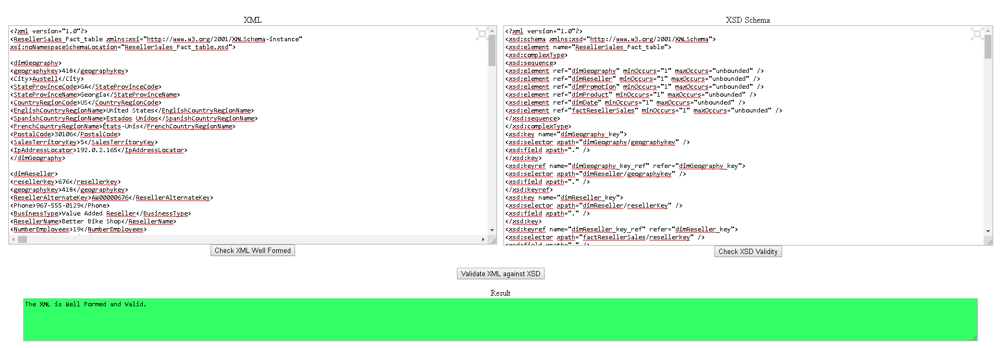 XML
<?xml version="1.0"?>
<ResellerSales_Fact_table xmlns:xsi="http://www.w3.org/2001/XMLSchema-instance"
xsi:noNamespaceSchemaLocation="ResellerSales_Fact_table.xsd">
<dimGeography>
<geographykey>418</geographykey>
<City>Austell</City>
<StateProvinceCode>GA</StateProvinceCode>
<StateProvinceName>Georgia</StateProvinceName>
<CountryRegionCode>US</CountryRegionCode>
<EnglishCountryRegionName>United States</EnglishCountryRegionName>
<SpanishCountryRegionName>Estados Unidos</SpanishCountryRegionName>
<FrenchCountryRegionName>États-Unis</FrenchCountryRegionName>
<PostalCode>30106</PostalCode>
<SalesTerritoryKey>5</SalesTerritoryKey>
<IpAddressLocator>192.0.2.165</IpAddressLocator>
</dimGeography>
<dimReseller>
<resellerkey>676</resellerkey>
<geographykey>418</geographykey>
<ResellerAlternateKey>AW00000676</ResellerAlternateKey>
<Phone>967-555-0129</Phone>
<BusinessType>Value Added Reseller</BusinessType>
<ResellerName>Better Bike Shop</ResellerName>
<NumberEmployees>19</NumberEmployees>
Check XML Well Formed
XSD Schema
<?xml version="1.0"?>
<xsd:schema xmlns:xsd="http://www.w3.org/2001/XMLSchema">
<xsd:element name="ResellerSales_Fact_table">
<xsd:complexType>
<xsd:sequence>
<xsd:element ref="dimGeography" minOccurs="1" maxOccurs="unbounded" />
<xsd:element ref="dimReseller" minOccurs="1" maxOccurs="unbounded" />
<xsd:element ref="dimPromotion" minOccurs="1" maxOccurs="unbounded" />
<xsd:element ref="dimProduct" minOccurs="1" maxOccurs="unbounded" />
<xsd:element ref="dimDate" minOccurs="1" maxOccurs="unbounded" />
<xsd:element ref="factResellerSales" minOccurs="1" maxOccurs="unbounded" />
</xsd:sequence>
</xsd:complexType>
<xsd:key name="dimGeography_key">
<xsd:selector xpath="dimGeography/geographykey" />
<xsd:field xpath="." />
</xsd:key>
<xsd:keyref name="dimGeography_key_ref" refer="dimGeography_key">
<xsd:selector xpath="dimReseller/geographykey" />
<xsd:field xpath="." />
</xsd:keyref>
<xsd:key name="dimReseller_key">
<xsd:selector xpath="dimReseller/resellerKey" />
<xsd:field xpath="." />
</xsd:key>
<xsd:keyref name="dimReseller_key_ref" refer="dimReseller_key">
<xsd:selector xpath="factResellerSales/resellerkey" />
<xsd:field xpath="." />
Check XSD Validity
Validate XML against XSD
Result
The XML is Well Formed and Valid.